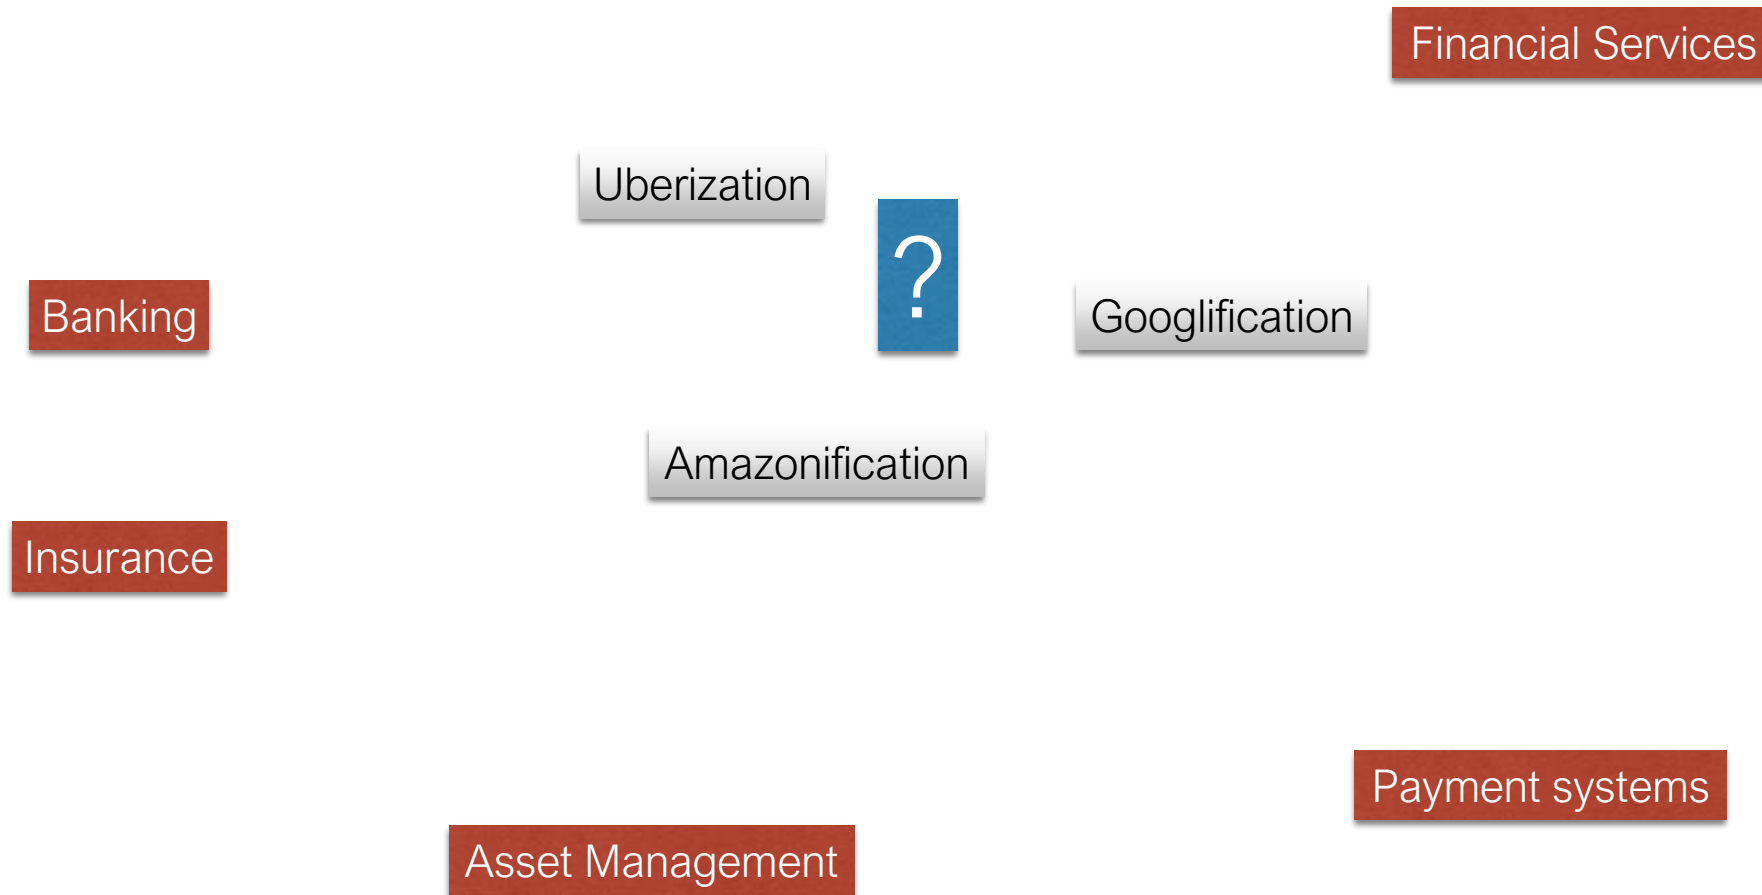 Financial Services
Uberization
?
Banking
Googlification
Amazonification
Insurance
Payment systems
Asset Management